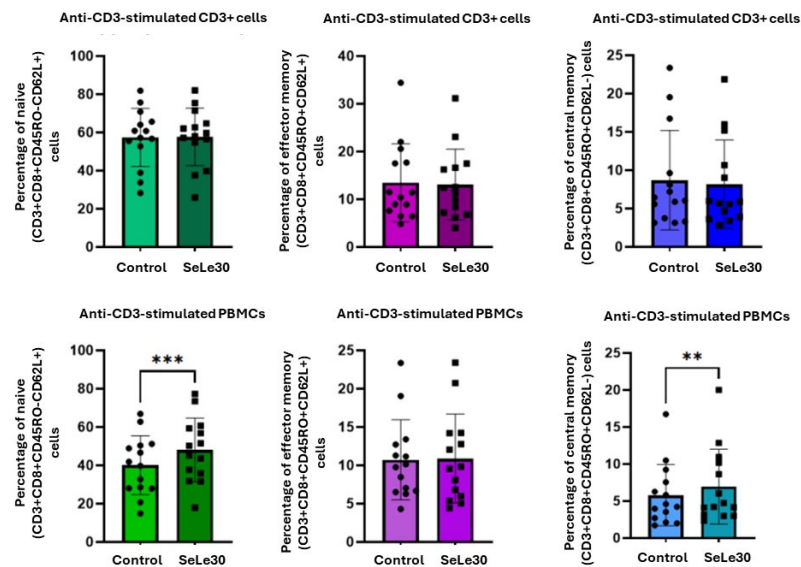 Anti-CD3-stimulated CD3+ cells
Percentage of naive
(CD3+CD8+CD45RO-CD62L+)
cells
100
80
60
40
20
0
Control SeLe30
Anti-CD3-stimulated CD3+ cells
Percentage of effector memory
(CD3+CD8+CD45RO+CD62L+)
cells
40
30
20
10
0
Control SeLe30
Anti-CD3-stimulated CD3+ cells
Percentage of central memory
(CD3+CD8+CD45RO+CD62L-) cells
25
20
15
10
5
0
Control SeLe30
Anti-CD3-stimulated PBMCs
Percentage of naive
(CD3+CD8+CD45RO-CD62L+)
cells
100
80
60
40
20
0
***
Control SeLe30
Anti-CD3-stimulated PBMCs
Percentage of effector memory
(CD3+CD8+CD45RO+CD62L+)
cells
25
20
15
10
5
0
Control SeLe30
Anti-CD3-stimulated PBMCs
Percentage of central memory
(CD3+CD8+CD45RO+CD62L-) cells
25
20
15
10
5
0
**
Control SeLe30